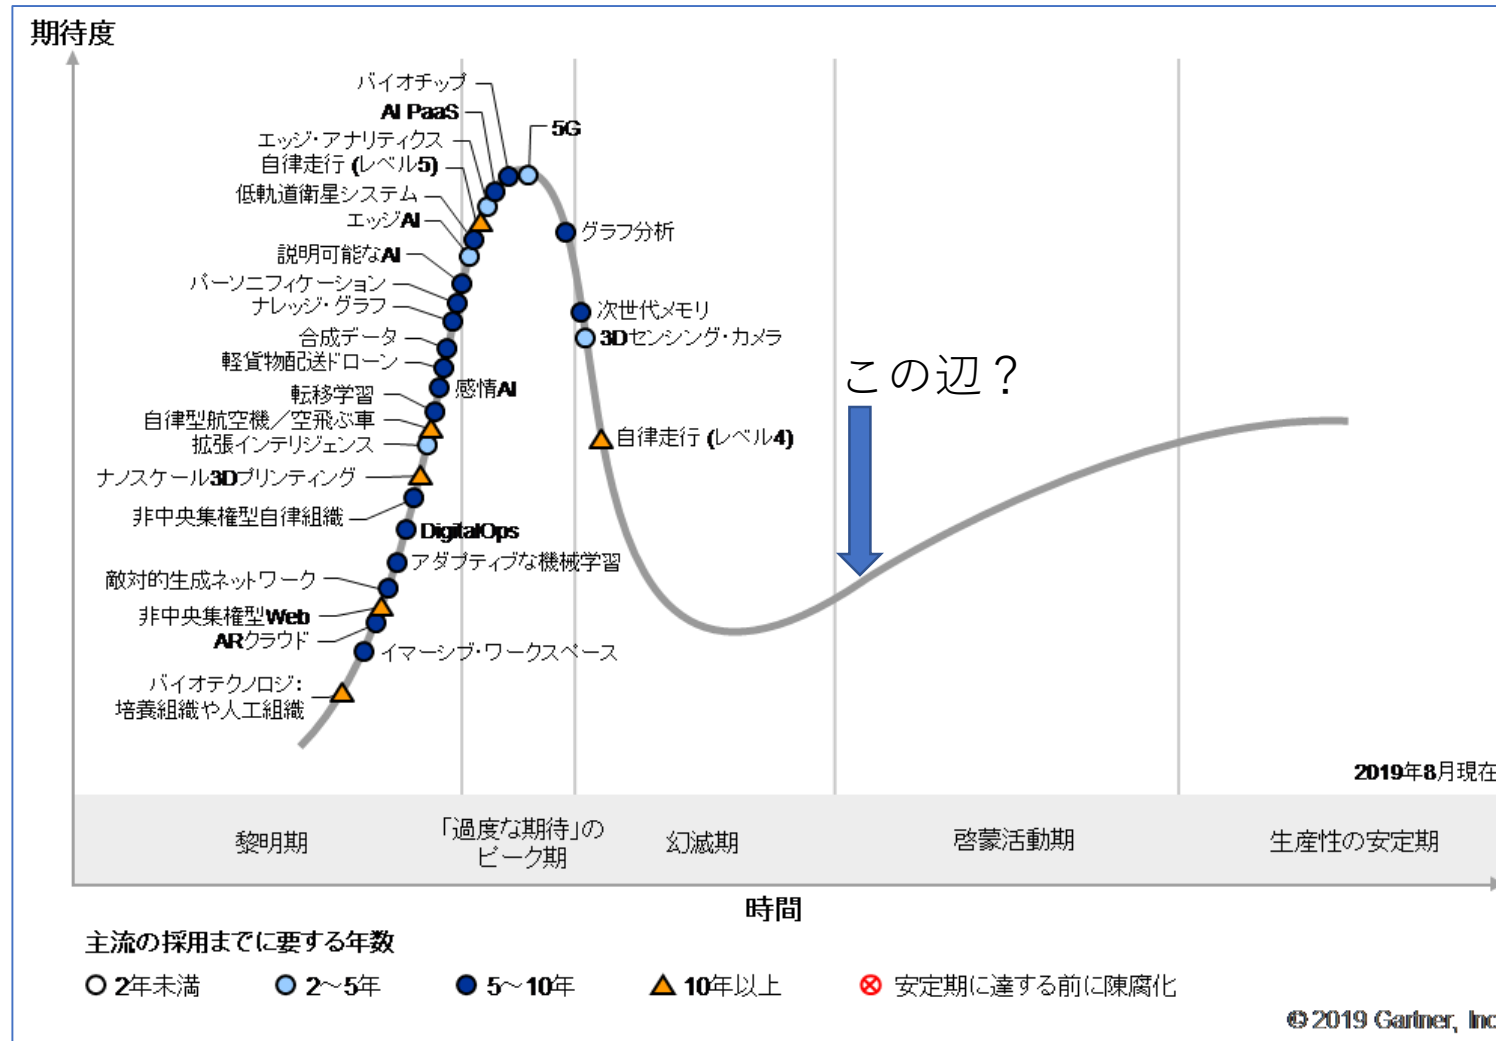 期待度
バイオチップ
AI PaaS
5G
エッジ・アナリティクス
自律走行 (レベル5)
低軌道衛星システム
エッジAI
グラフ分析
説明可能なAI
パーソニフィケーション
ナレッジ・グラフ
次世代メモリ
合成データ
3Dセンシング・カメラ
軽貨物配送ドローン
この辺？
感情AI
転移学習
自律型航空機／空飛ぶ車
自律走行 (レベル4)
拡張インテリジェンス
ナノスケール3Dプリンティング
非中央集権型自律組織
DigitalOps
アダプティブな機械学習
敵対的生成ネットワーク
非中央集権型Web
ARクラウド
イマーシブ・ワークスペース
バイオテクノロジ：
培養組織や人工組織
2019年8月現在
黎明期
「過度な期待」の
ピーク期
幻滅期
啓蒙活動期
生産性の安定期
時間
主流の採用までに要する年数
2年未満
2～5年
5～10年
10年以上
安定期に達する前に陳腐化
© 2019 Gartner, Inc